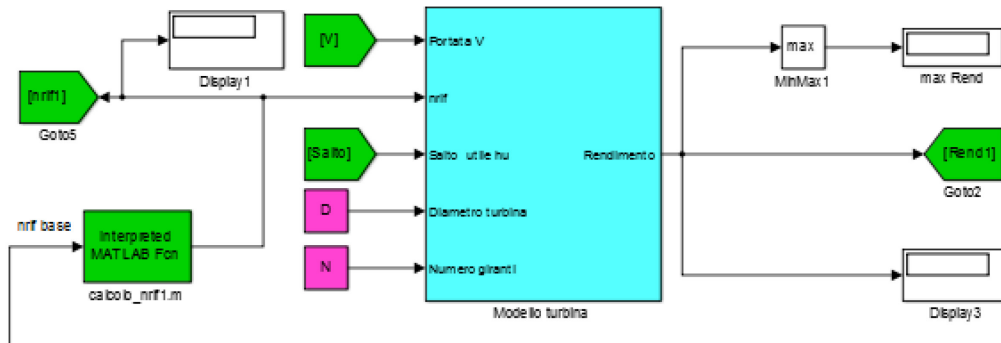 [V]
Portata V
max
Display1
MinMax1
max Rend
[nrif1]
nrif
Goto5
[Salto]
Salto utile hu
Rendimento
[Rend1]
Goto2
D
Diametro turbina
nrif base
Interpreted
MATLAB Fcn
N
Numero giranti
calcolo_nrif1.m
Modello turbina
Display3